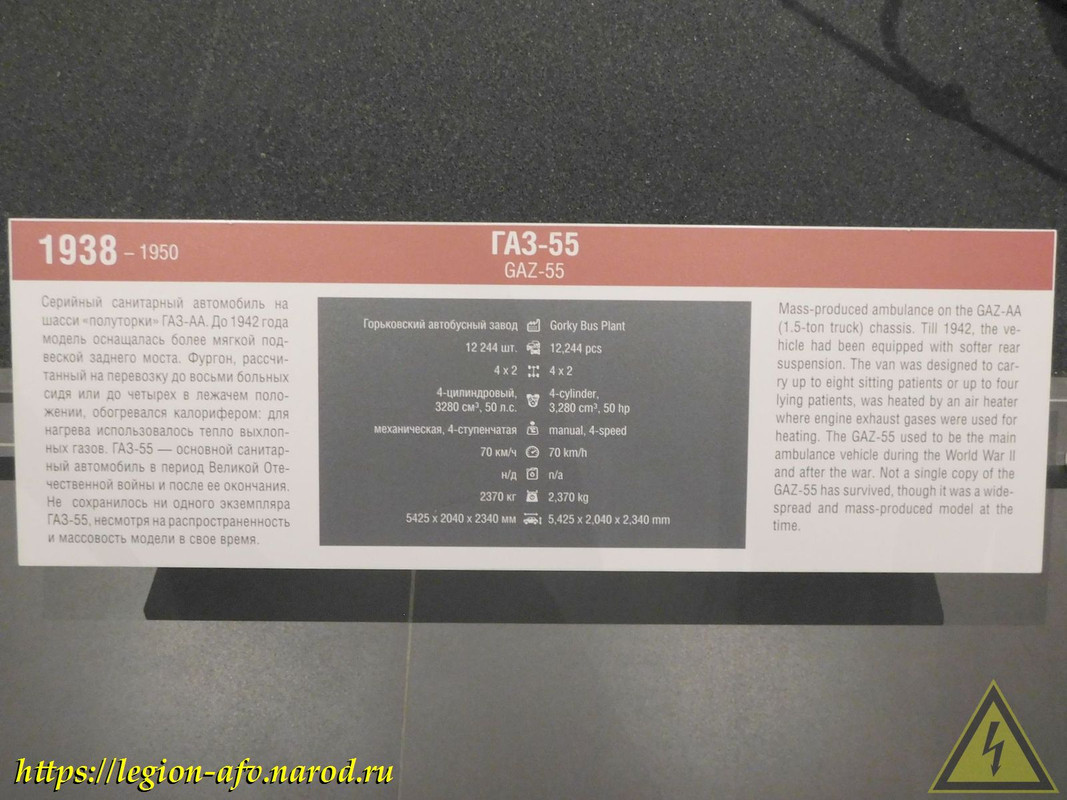 1938 – 1950
ГАЗ-55
GAZ-55
Серийный санитарный автомобиль на
шасси «полуторки» ГАЗ-АА. До 1942 года
модель оснащалась более мягкой под-
веской заднего моста. Фургон, рассчи-
танный на перевозку до восьми больных
сидя или до четырех в лежачем поло-
жении, обогревался калорифером: для
нагрева использовалось тепло выхлоп-
ных газов. ГАЗ-55 — основной санитар-
ный автомобиль в период Великой Оте-
чественной войны и после ее окончания.
Не сохранилось ни одного экземпляра
ГАЗ-55, несмотря на распространенность
и массовость модели в свое время.
Горьковский автобусный завод Gorky Bus Plant
12 244 шт. 12,244 pcs
4 x 2 4 x 2
4-цилиндровый, 4-cylinder,
3280 см³, 50 л.с. 3,280 cm³, 50 hp
механическая, 4-ступенчатая manual, 4-speed
70 км/ч 70 km/h
н/д n/a
2370 кг 2,370 kg
5425 x 2040 x 2340 мм 5,425 x 2,040 x 2,340 mm
Mass-produced ambulance on the GAZ-AA
(1.5-ton truck) chassis. Till 1942, the ve-
hicle had been equipped with softer rear
suspension. The van was designed to car-
ry up to eight sitting patients or up to four
lying patients, was heated by an air heater
where engine exhaust gases were used for
heating. The GAZ-55 used to be the main
ambulance vehicle during the World War II
and after the war. Not a single copy of the
GAZ-55 has survived, though it was a wide-
spread and mass-produced model at the
time.
https://legion-afv.narod.ru